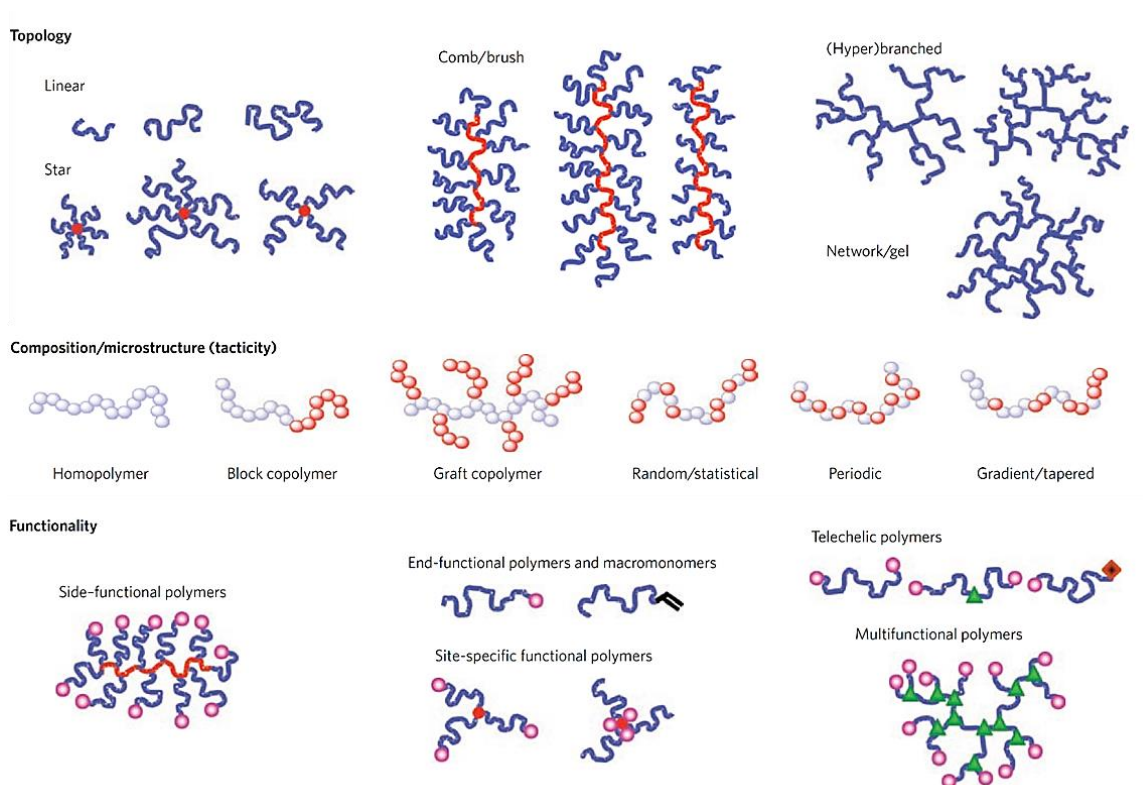 Topology
Linear
Star
Comb/brush
(Hyper)branched
Network/gel
Composition/microstructure (tacticity)
Homopolymer
Block copolymer
Graft copolymer
Random/statistical
Periodic
Gradient/tapered
Functionality
Side-functional polymers
End-functional polymers and macromonomers
Site-specific functional polymers
Telechelic polymers
Multifunctional polymers